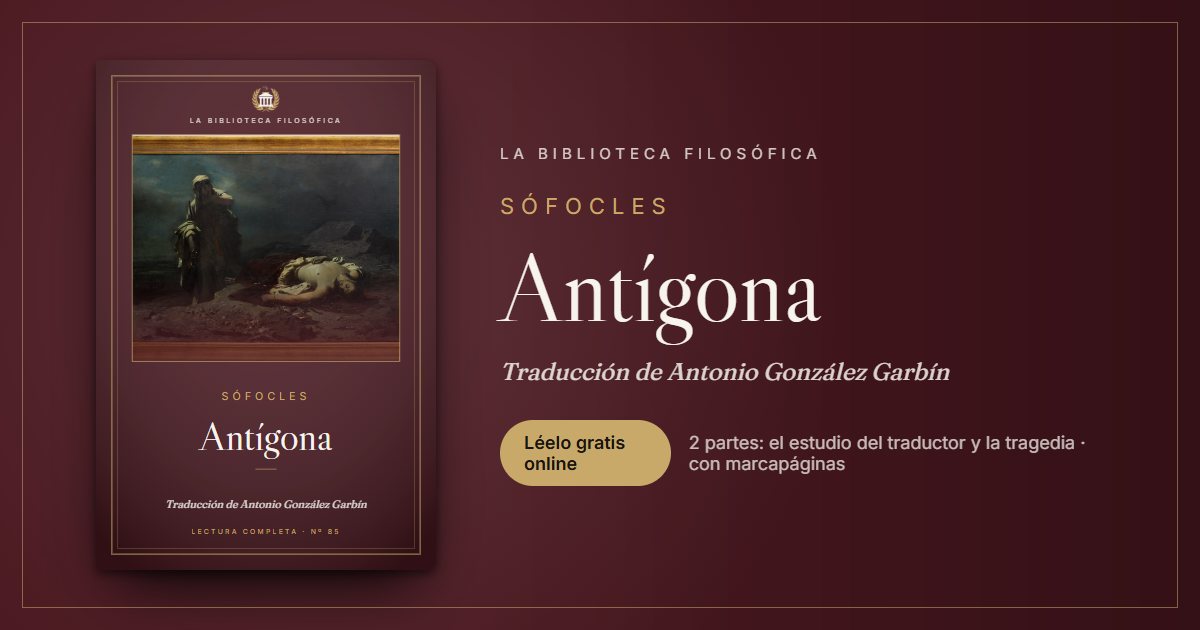 LA BIBLIOTECA FILOSÓFICA
SÓFOCLES
Antígona
Traducción de Antonio González Garbín
LECTURA COMPLETA · Nº 85
LA BIBLIOTECA FILOSÓFICA
SÓFOCLES
Antígona
Traducción de Antonio González Garbín
Léelo gratis
online
2 partes: el estudio del traductor y la tragedia ·
con marcapáginas